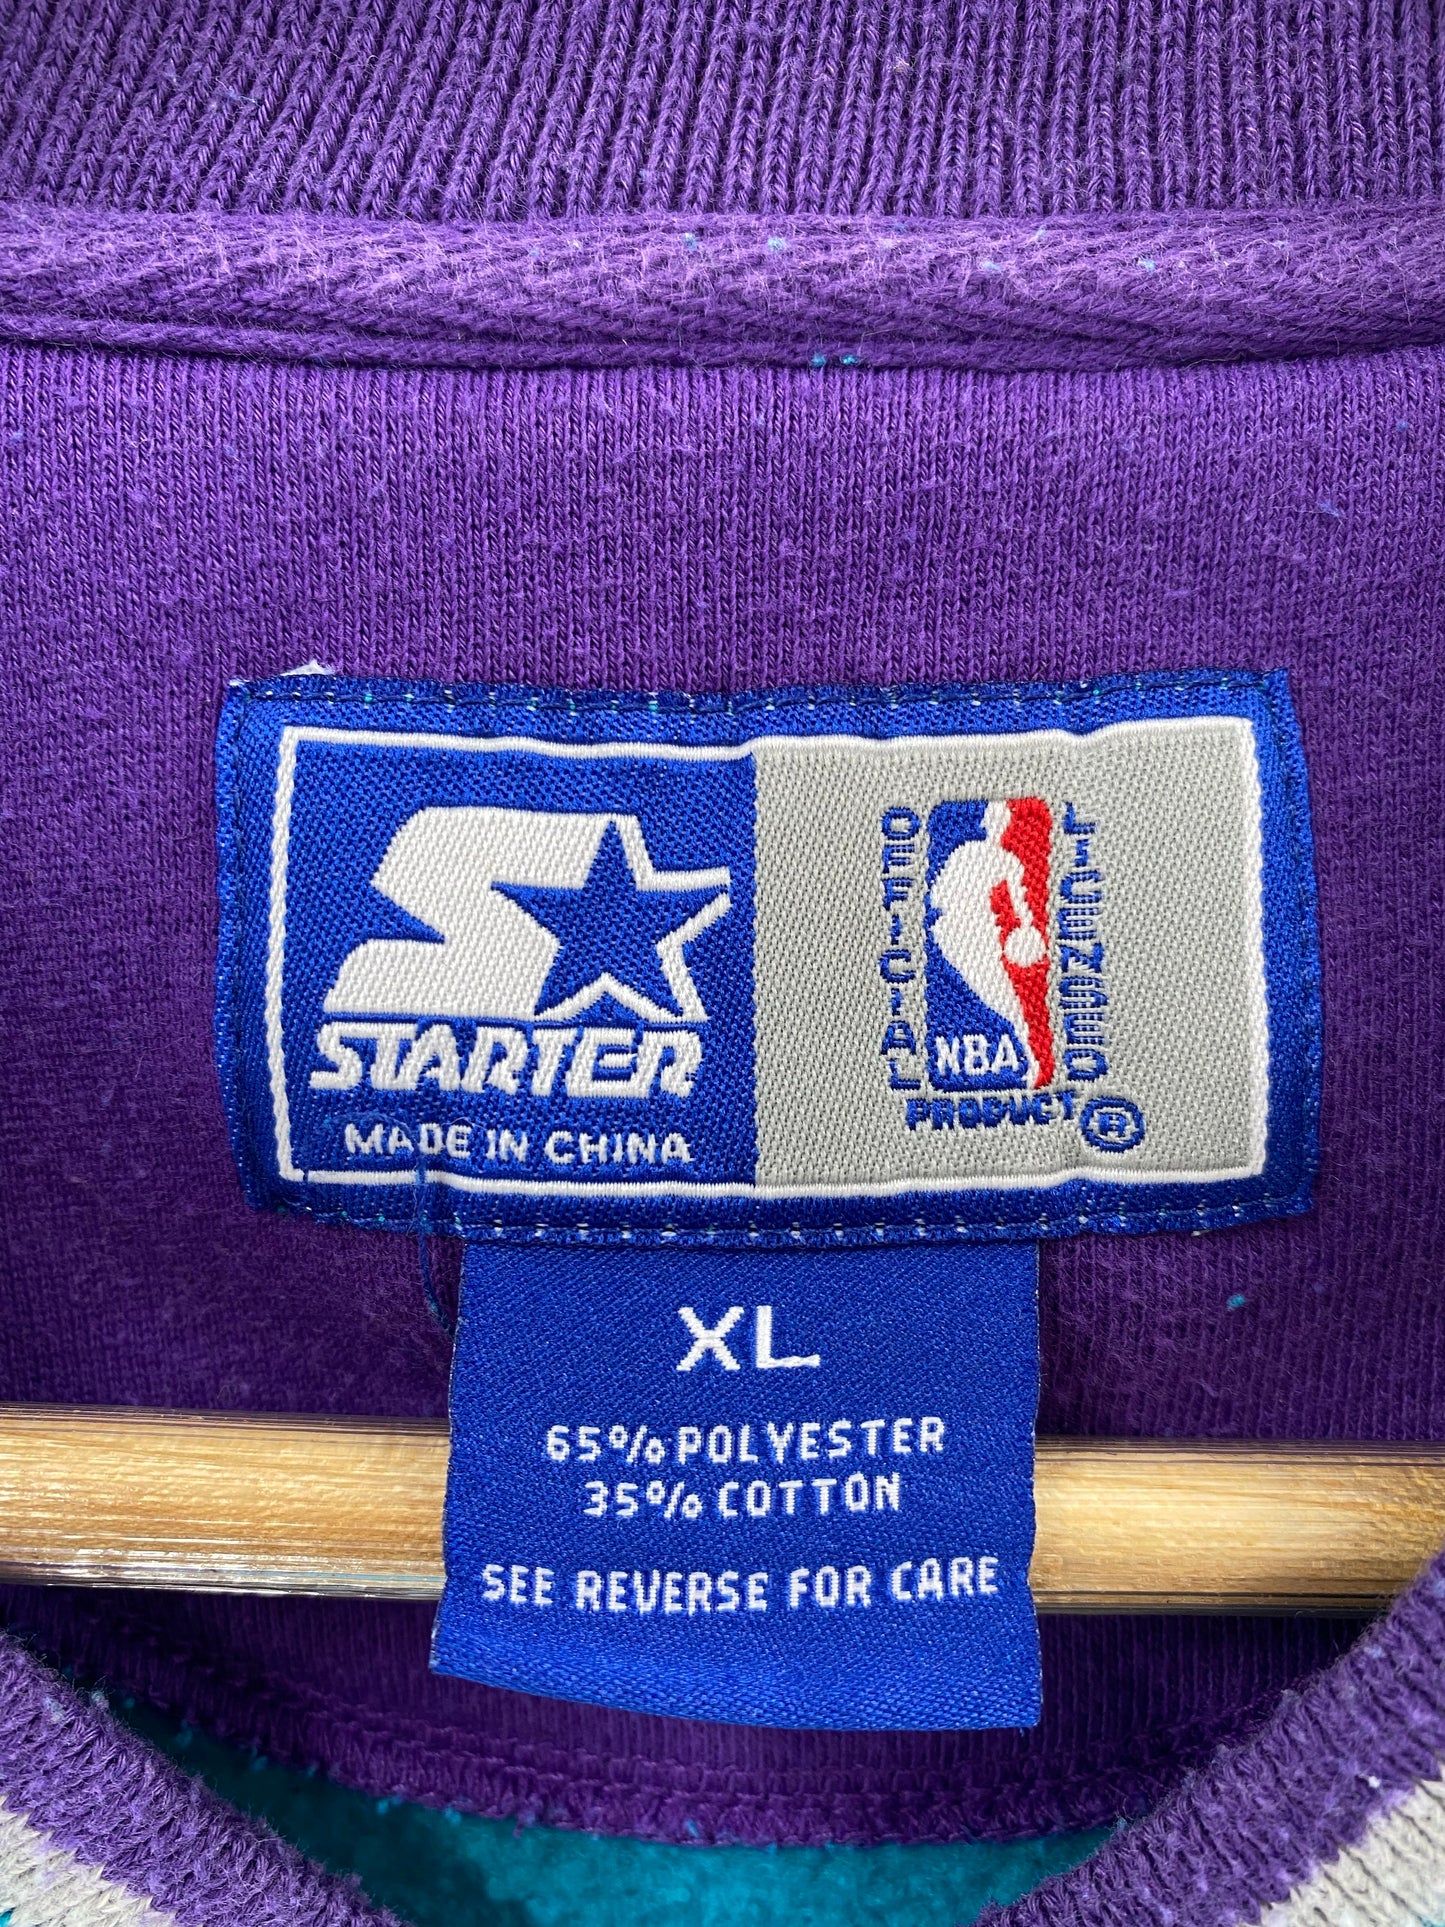 STARTER
MADE IN CHINA
OFFICIAL
LICENSED
NBA
PRODUCT ®
XL
65% POLYESTER
35% COTTON
SEE REVERSE FOR CARE